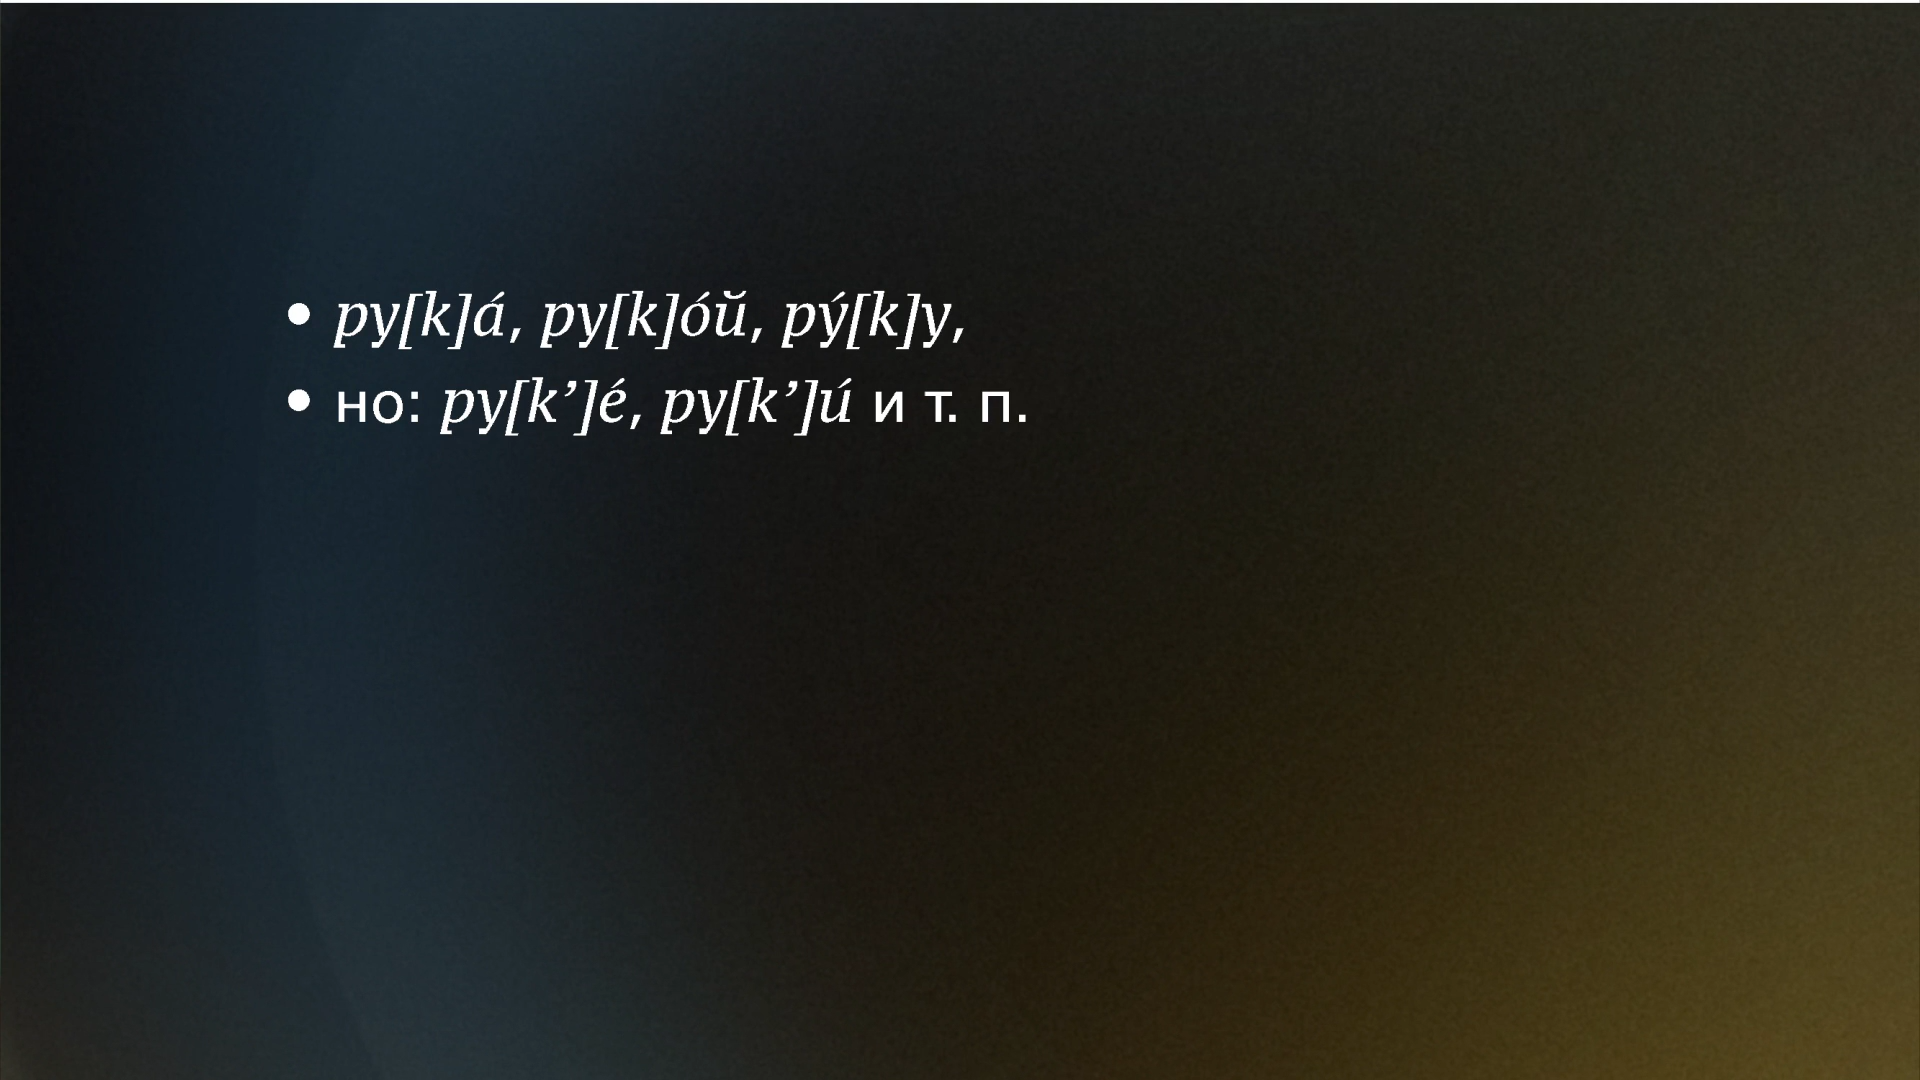 • ру[k]á, ру[k]óй, рý[k]у,
• но: ру[k’]é, ру[k’]ú и т. п.